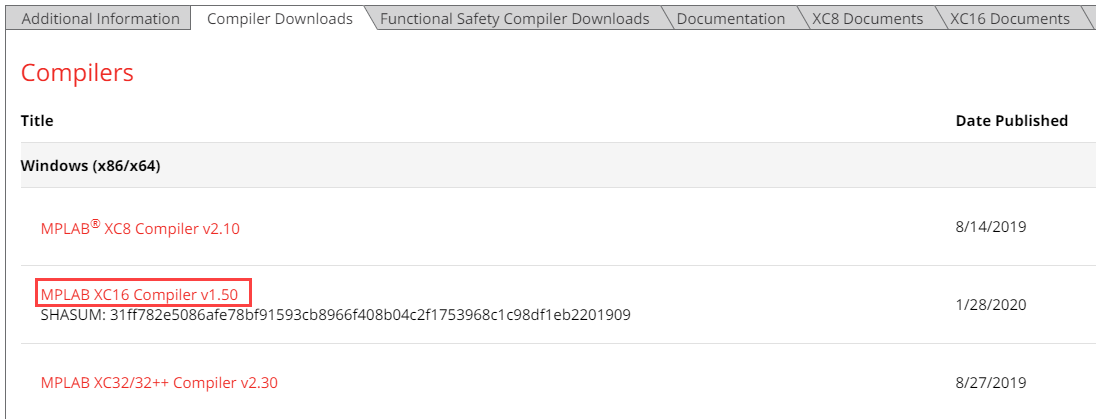 Additional Information Compiler Downloads Functional Safety Compiler Downloads Documentation XC8 Documents XC16 Documents
Compilers
Title Date Published
Windows (x86/x64)
MPLAB® XC8 Compiler v2.10 8/14/2019
MPLAB XC16 Compiler v1.50
SHASUM: 31ff782e5086afe78bf91593cb8966f408b04c2f1753968c1c98df1eb2201909 1/28/2020
MPLAB XC32/32++ Compiler v2.30 8/27/2019